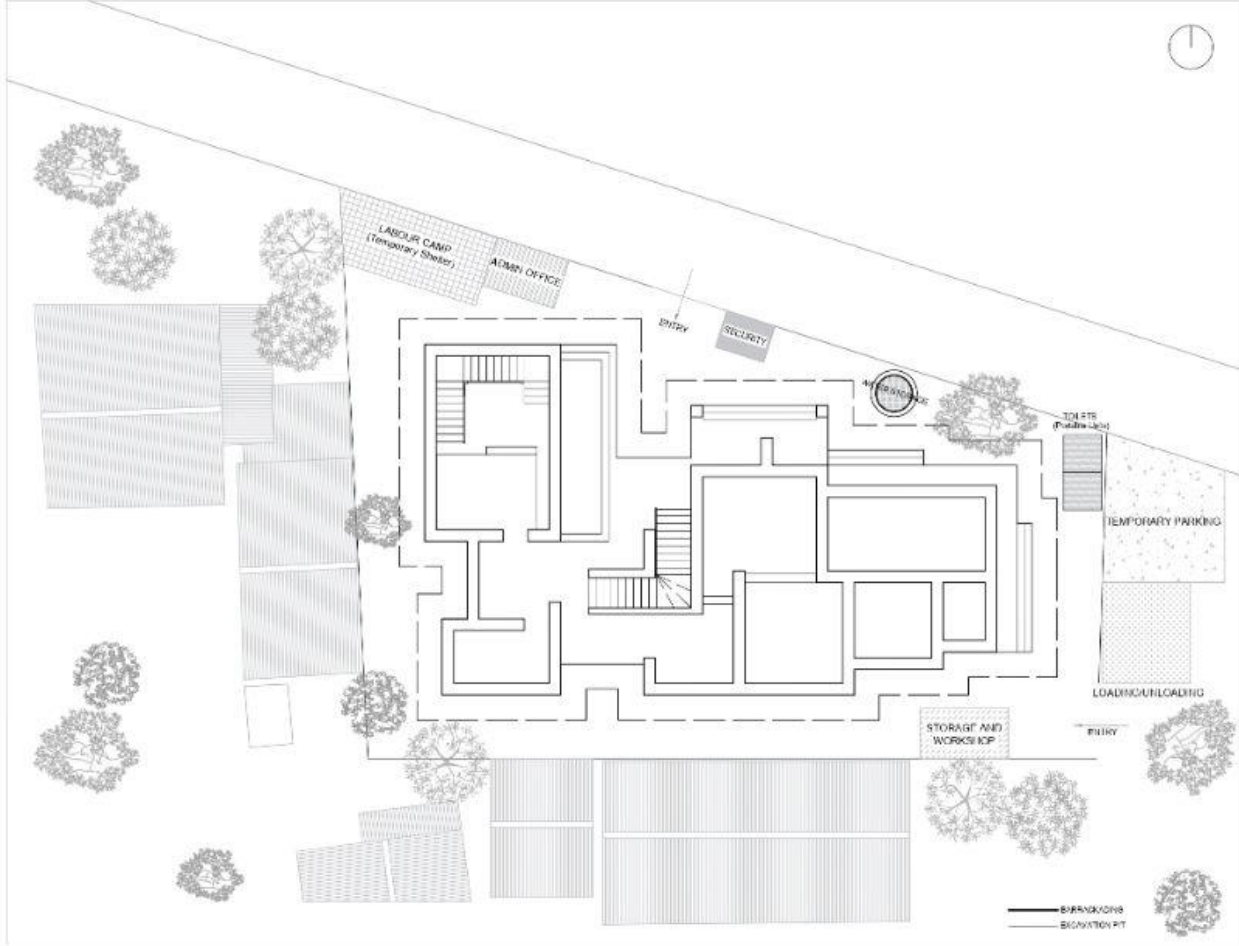 LABOUR CAMP
(Temporary Shelter)
ADMIN OFFICE
ENTRY
SECURITY
TOILETS
TEMPORARY PARKING
LOADING/UNLOADING
STORAGE AND
WORKSHOP
ENTRY
BARRACKADING
EXCAVATION PIT